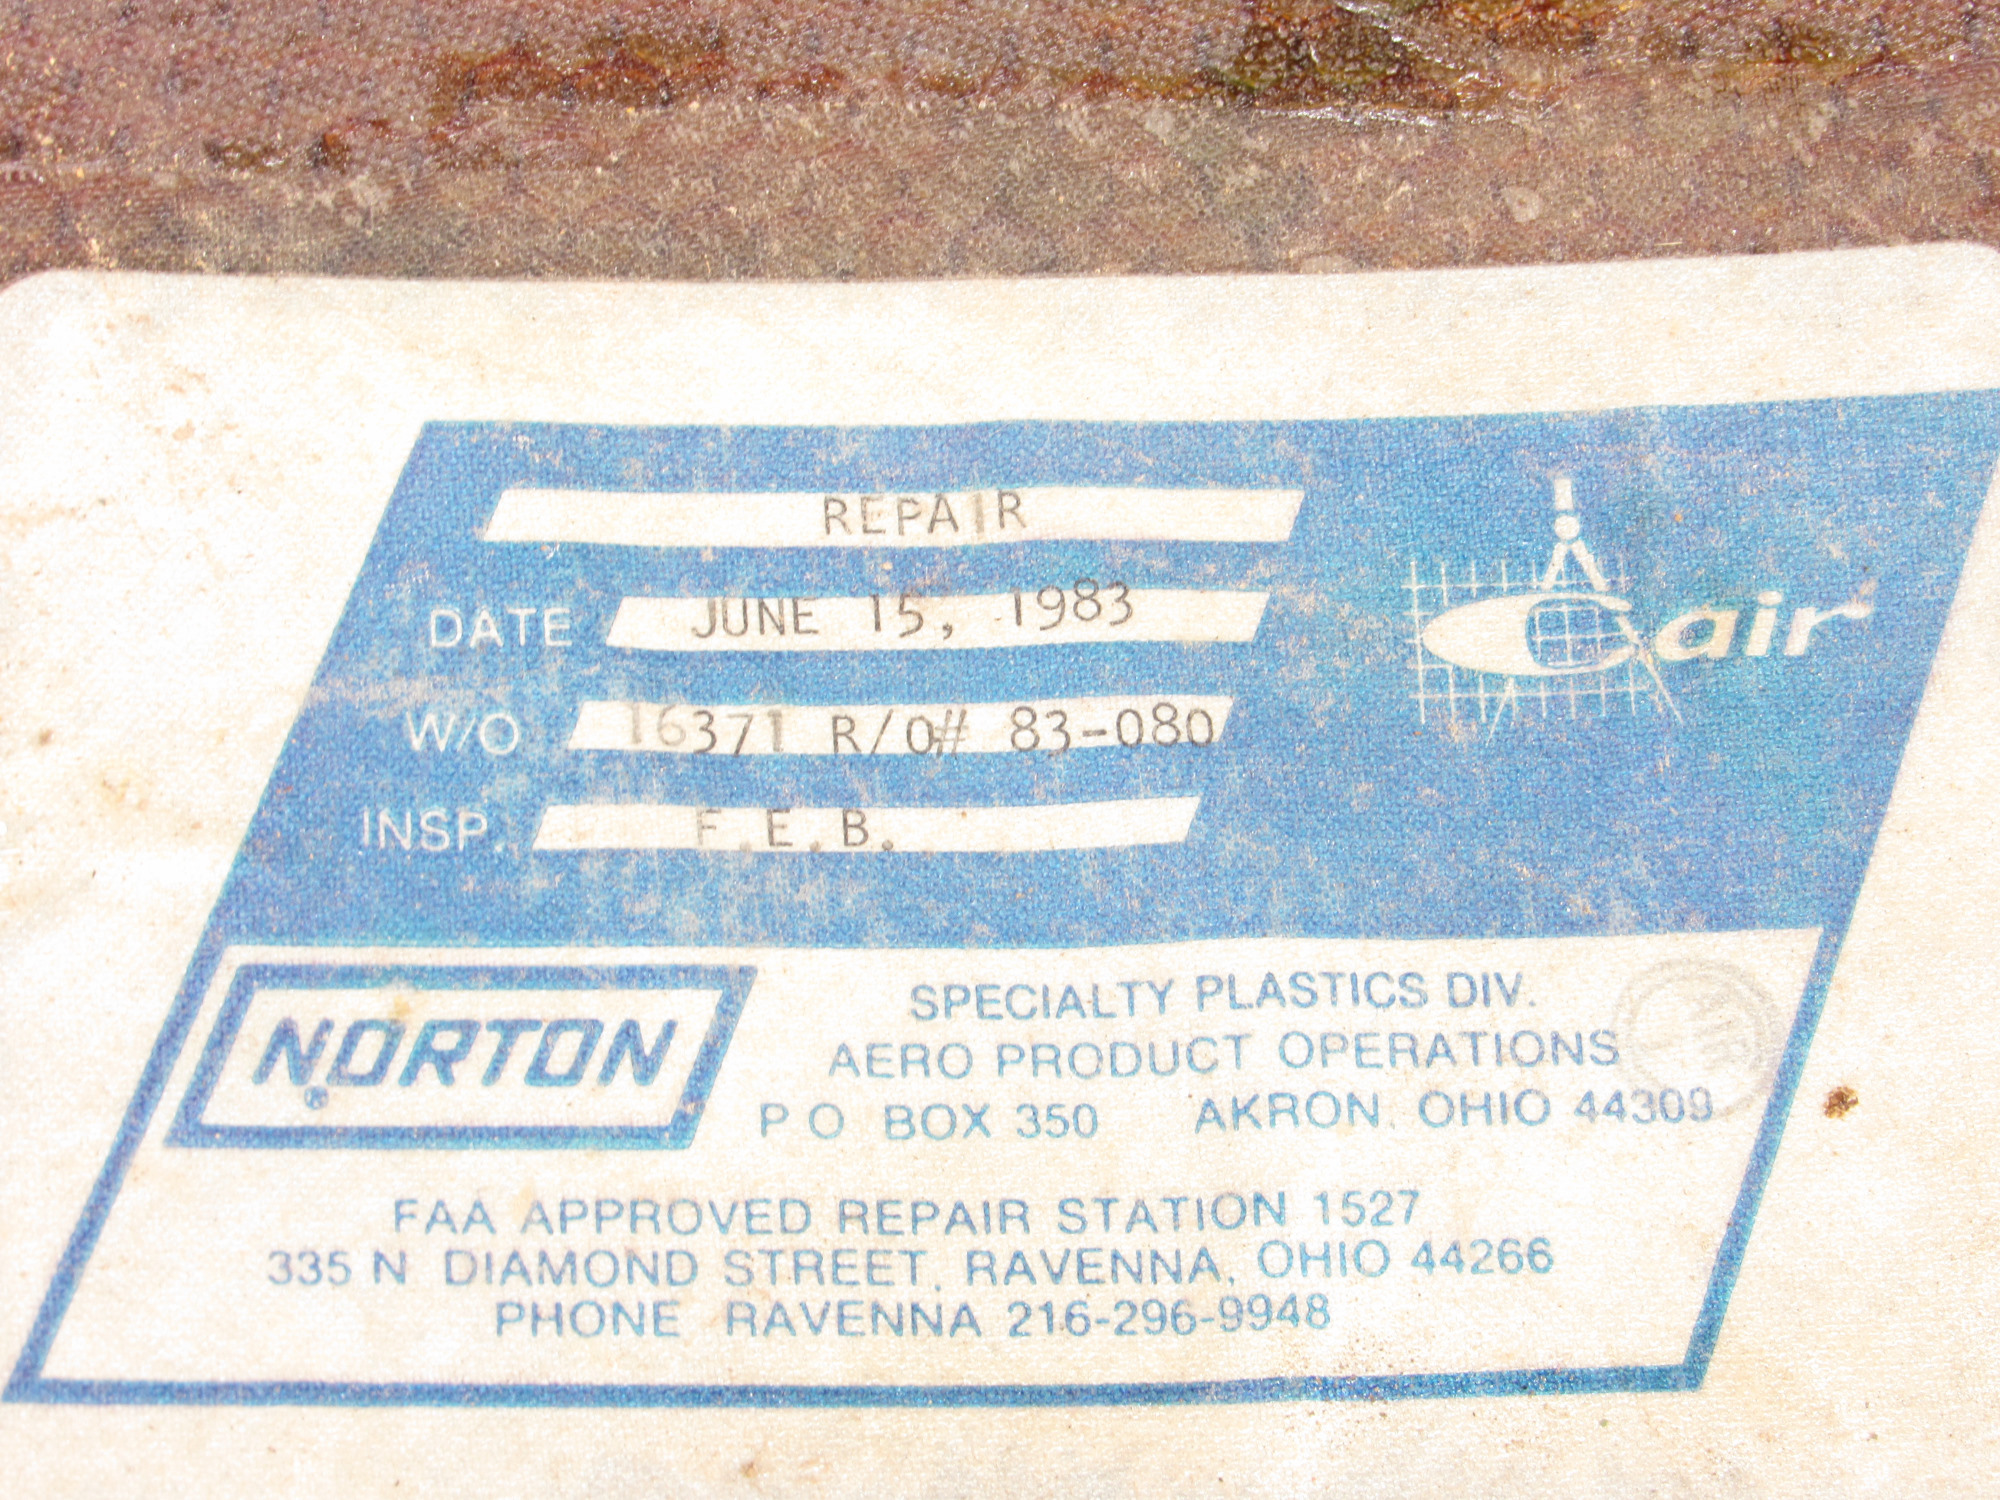 REPAIR
DATE JUNE 15, 1983
Cair
W/O 16371 R/O# 83-080
INSP. F.E.B.
NORTON
®
SPECIALTY PLASTICS DIV.
AERO PRODUCT OPERATIONS
P O BOX 350 AKRON, OHIO 44309
FAA APPROVED REPAIR STATION 1527
335 N DIAMOND STREET, RAVENNA, OHIO 44266
PHONE RAVENNA 216-296-9948